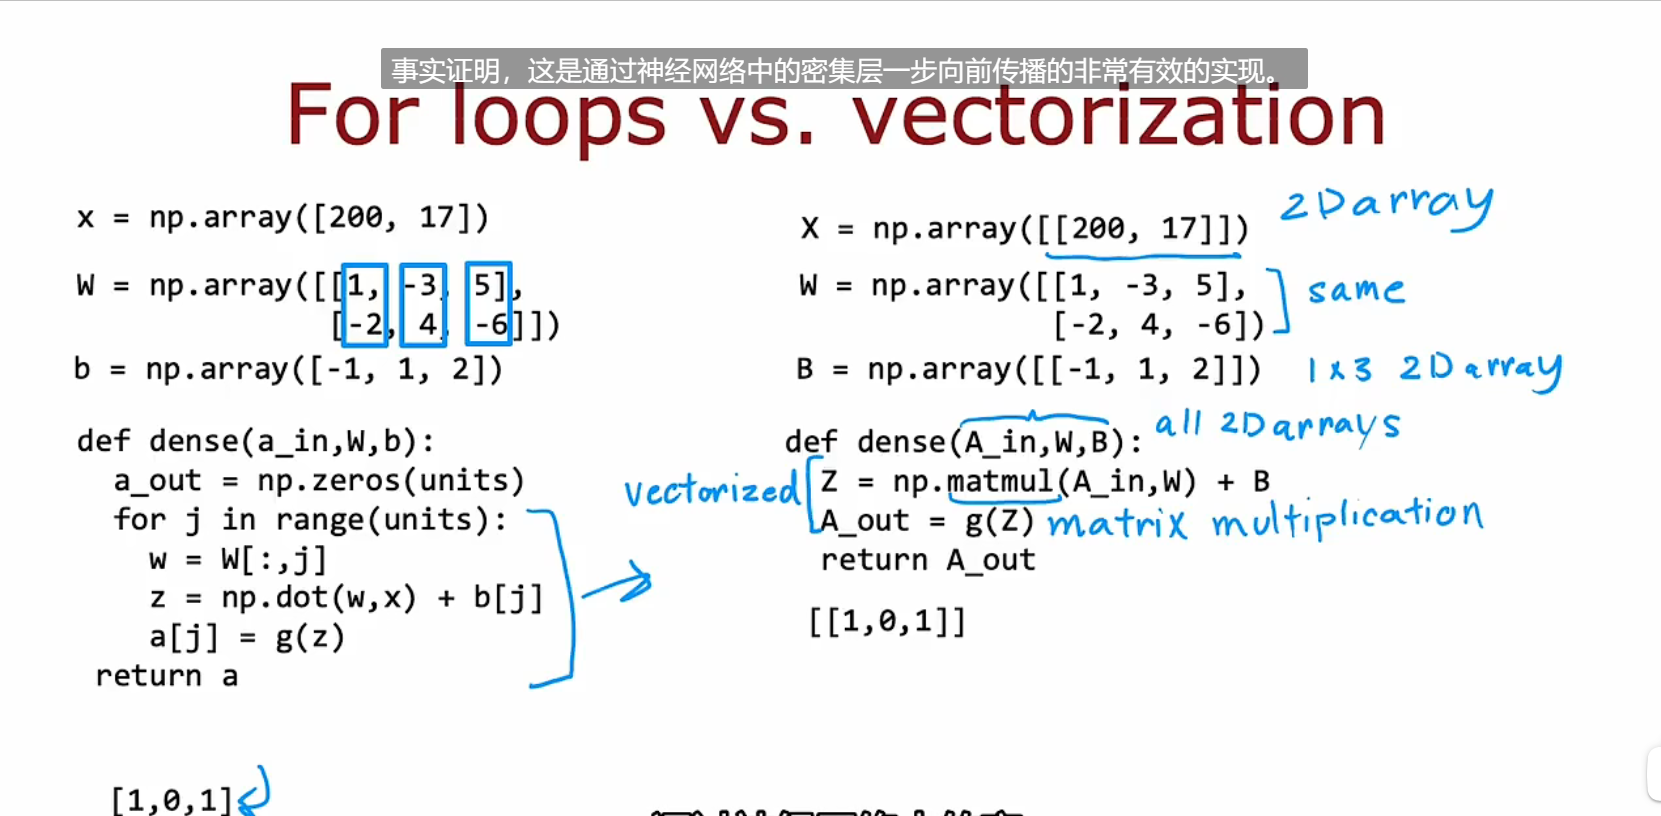 事实证明，这是通过神经网络中的密集层一步向前传播的非常有效的实现。
For loops vs. vectorization
x = np.array([200, 17])
W = np.array([[1, -3, 5],
[-2, 4, -6]])
b = np.array([-1, 1, 2])
def dense(a_in,W,b):
a_out = np.zeros(units)
for j in range(units):
w = W[:,j]
z = np.dot(w,x) + b[j]
a[j] = g(z)
return a
[1,0,1]
X = np.array([[200, 17]])
2D array
W = np.array([[1, -3, 5],
[-2, 4, -6])
same
B = np.array([[-1, 1, 2]])
1 x 3 2D array
all 2D arrays
def dense(A_in,W,B):
vectorized
Z = np.matmul(A_in,W) + B
A_out = g(Z)
matrix multiplication
return A_out
[[1,0,1]]